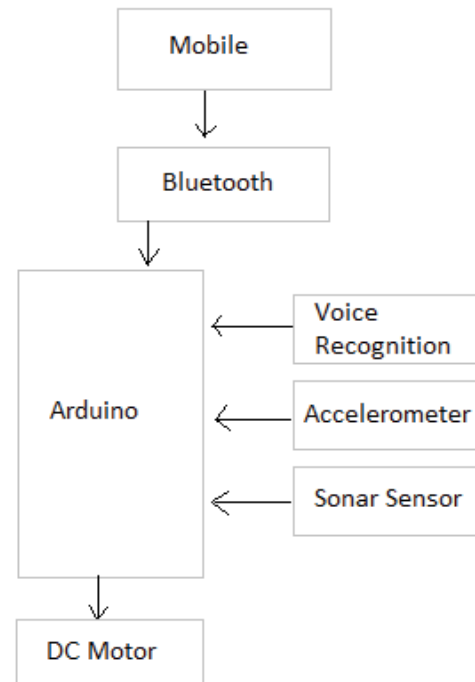 Mobile
Bluetooth
Voice
Recognition
Arduino
Accelerometer
Sonar Sensor
DC Motor